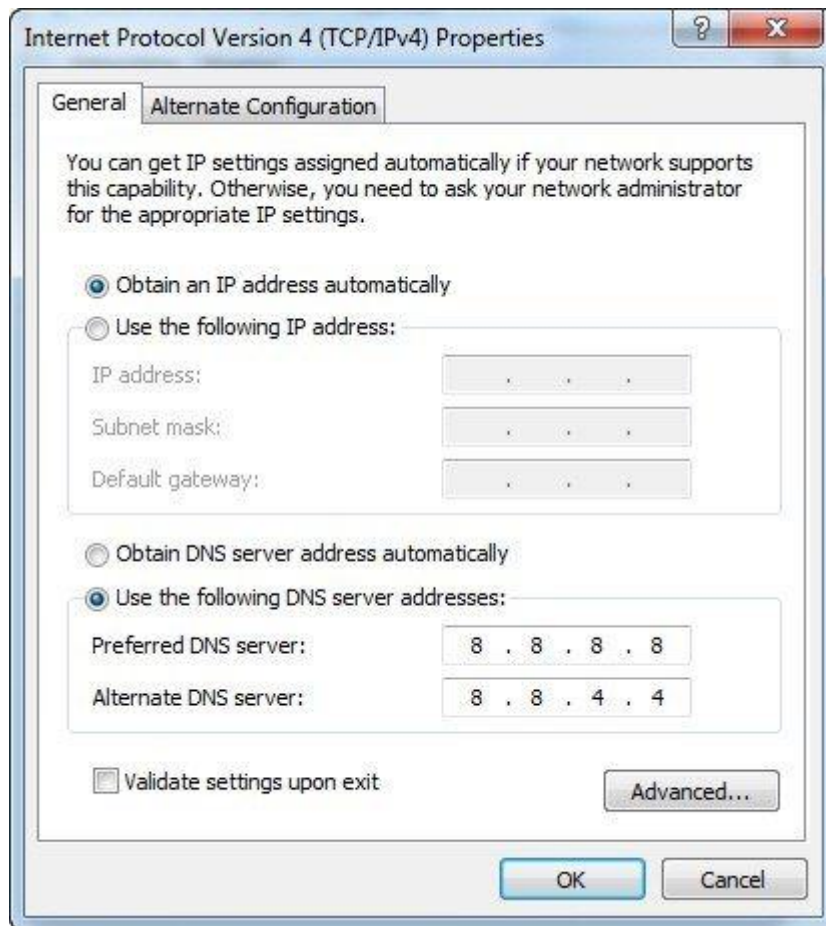 Internet Protocol Version 4 (TCP/IPv4) Properties
General
Alternate Configuration
You can get IP settings assigned automatically if your network supports
this capability. Otherwise, you need to ask your network administrator
for the appropriate IP settings.
Obtain an IP address automatically
Use the following IP address:
IP address:
. . .
Subnet mask:
. . .
Default gateway:
. . .
Obtain DNS server address automatically
Use the following DNS server addresses:
Preferred DNS server: 8 . 8 . 8 . 8
Alternate DNS server: 8 . 8 . 4 . 4
Validate settings upon exit
Advanced...
OK
Cancel